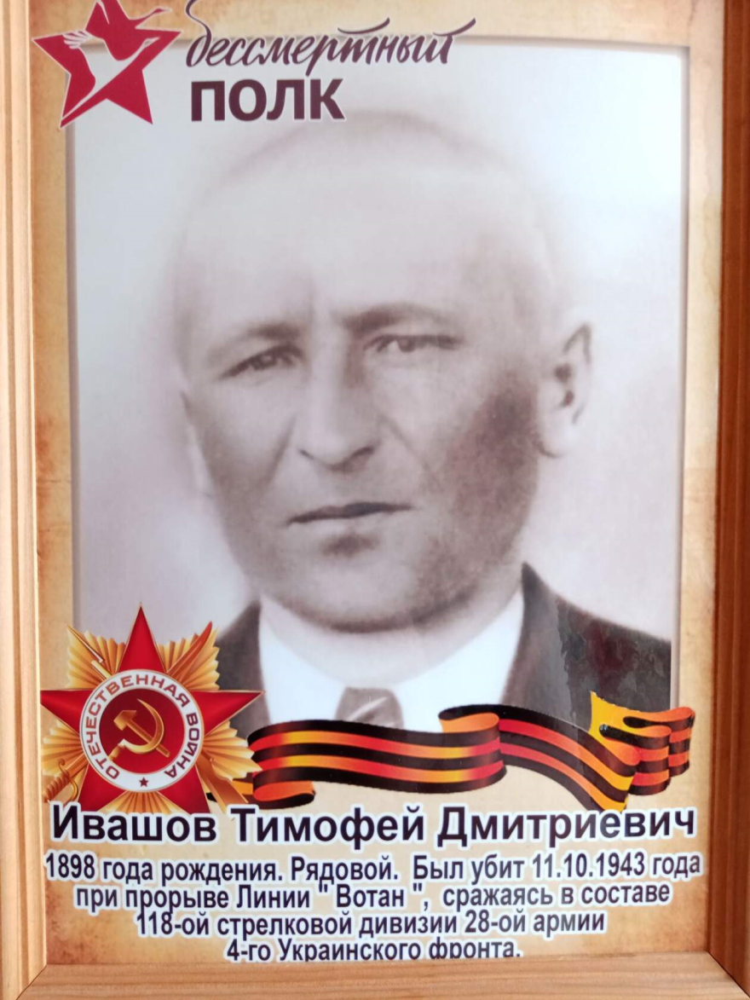 бессмертный
ПОЛК
ОТЕЧЕСТВЕННАЯ ВОЙНА
Ивашов Тимофей Дмитриевич
1898 года рождения. Рядовой. Был убит 11.10.1943 года
при прорыве Линии " Вотан ", сражаясь в составе
118-ой стрелковой дивизии 28-ой армии
4-го Украинского фронта.